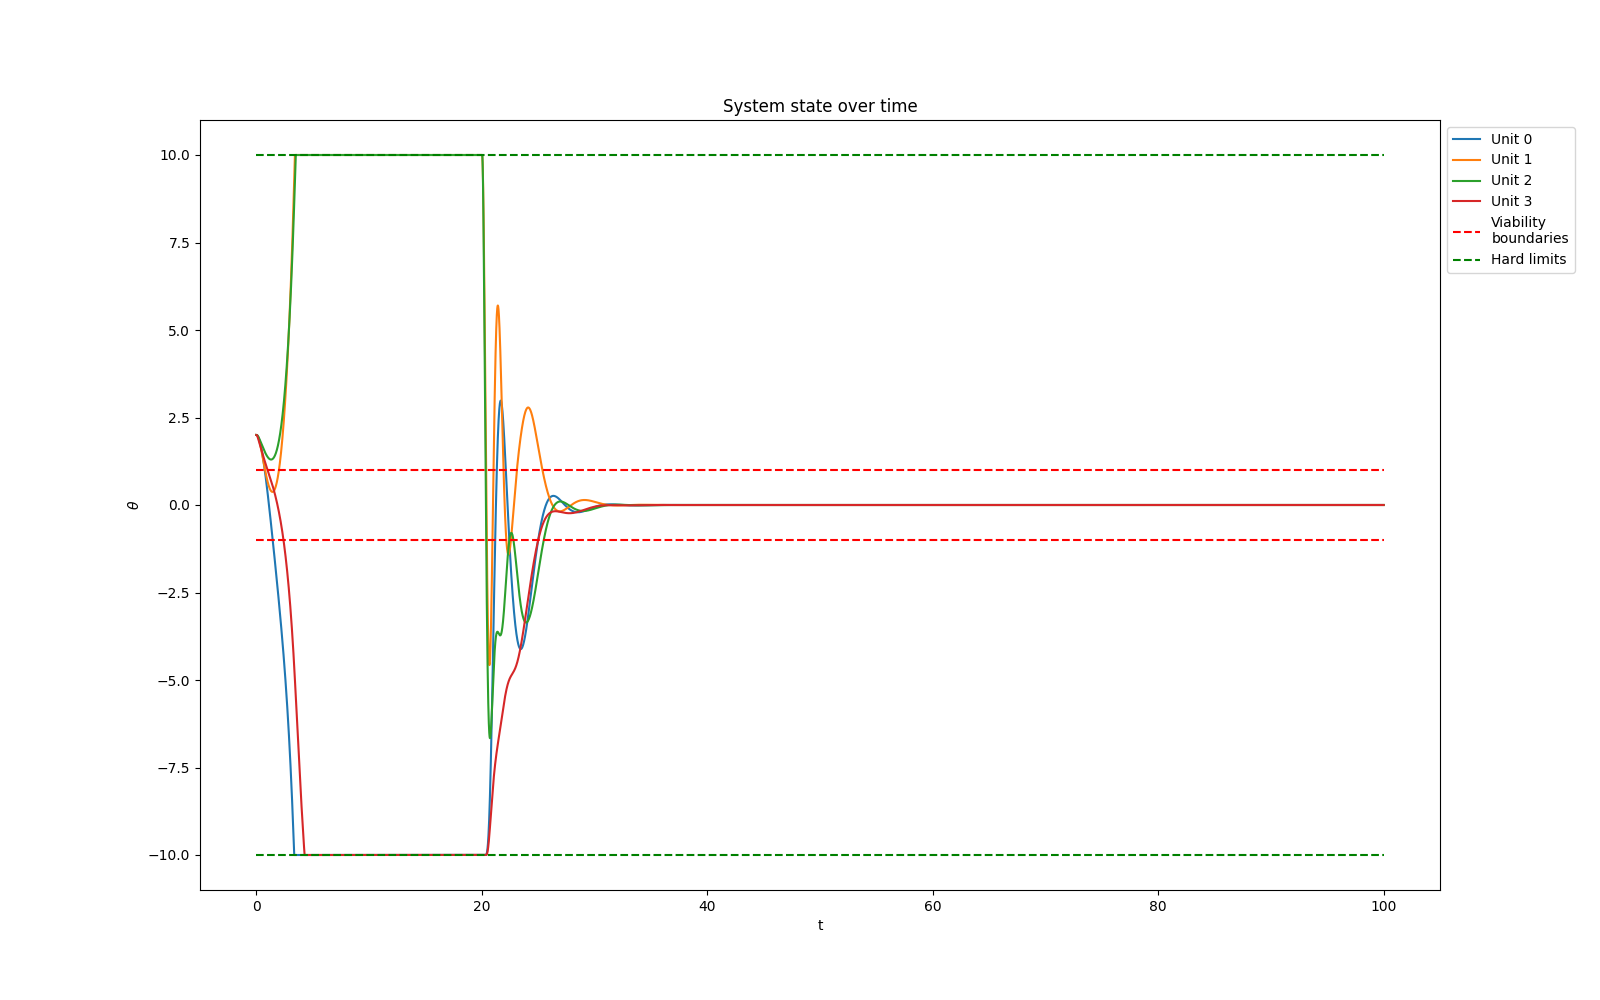 System state over time
10.0
7.5
5.0
2.5
0.0
−2.5
−5.0
−7.5
−10.0
θ
0
20
40
60
80
100
t
Unit 0
Unit 1
Unit 2
Unit 3
Viability
boundaries
Hard limits